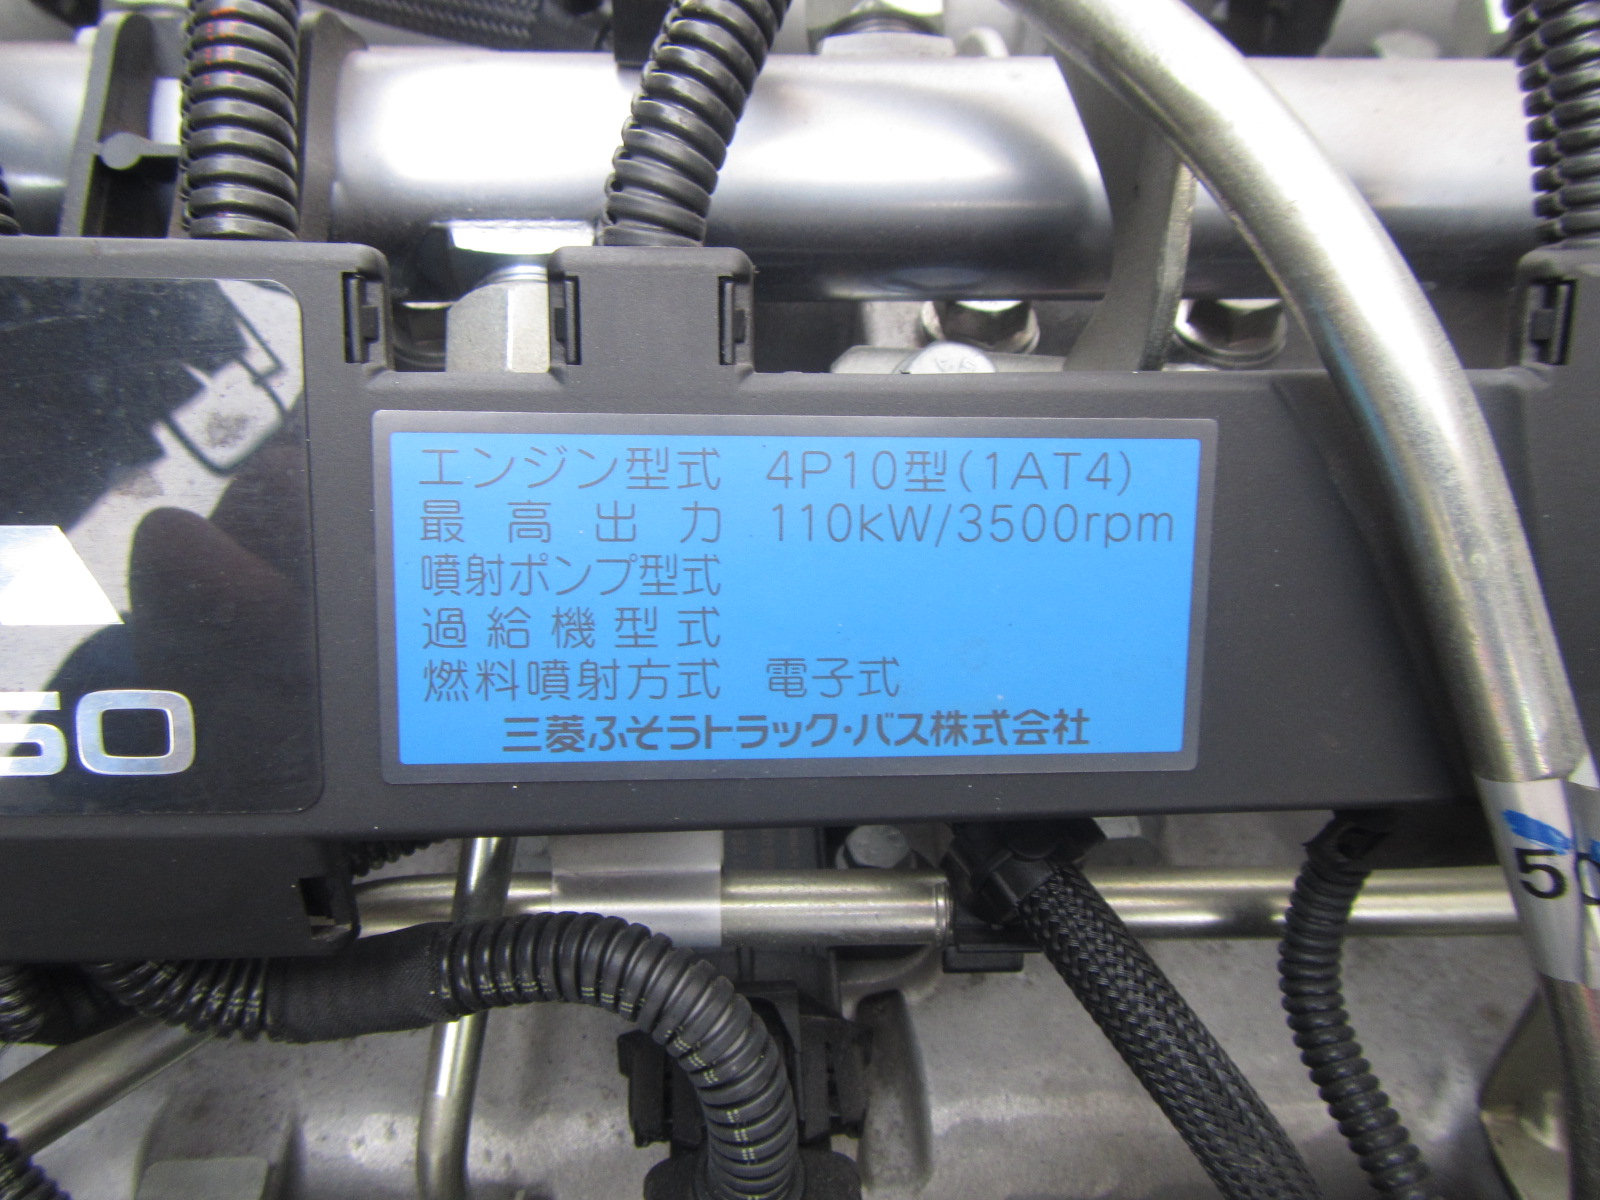 エンジン型式 4P10型(1AT4)
最高出力 110kW/3500rpm
噴射ポンプ型式
過給機型式
燃料噴射方式 電子式
三菱ふそうトラック・バス株式会社
50
50